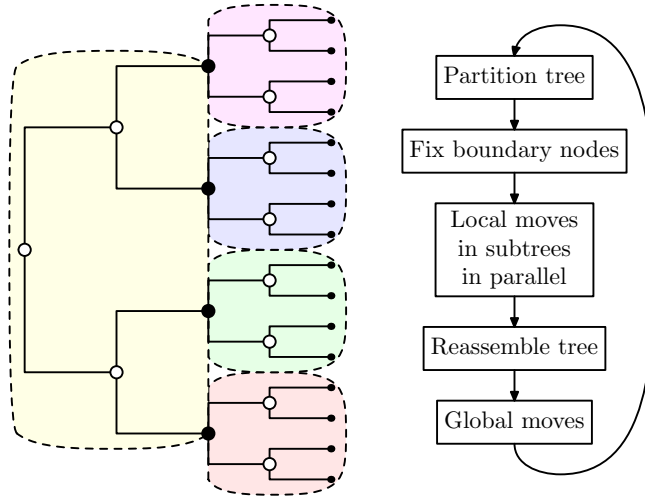 Partition tree
Fix boundary nodes
Local moves
in subtrees
in parallel
Reassemble tree
Global moves